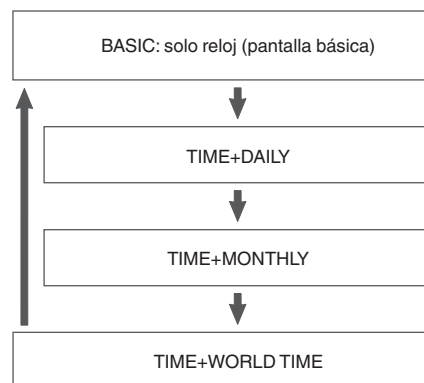 BASIC: solo reloj (pantalla básica)
TIME+DAILY
TIME+MONTHLY
TIME+WORLD TIME